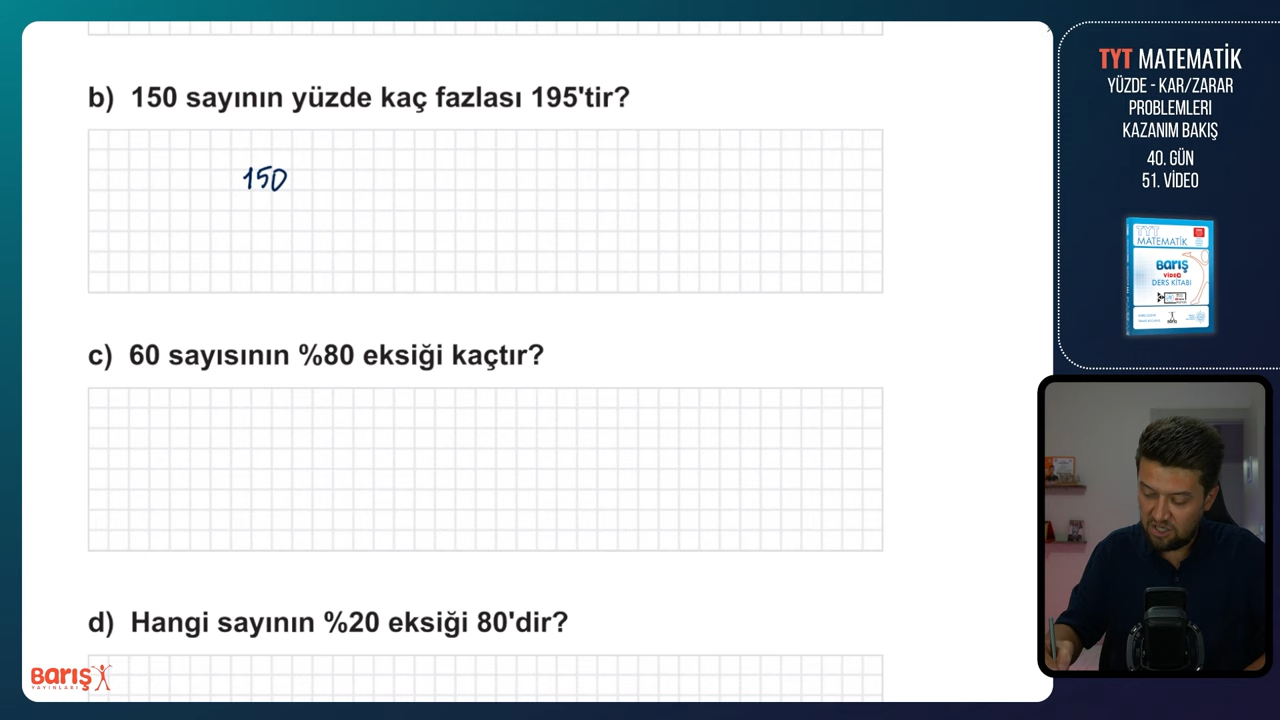 b) 150 sayının yüzde kaç fazlası 195'tir?
150
c) 60 sayısının %80 eksiği kaçtır?
d) Hangi sayının %20 eksiği 80'dir?
BARIŞ
YAYINLARI
TYT MATEMATİK
YÜZDE - KAR/ZARAR
PROBLEMLERI
KAZANIM BAKIŞ
40. GÜN
51. VİDEO
TYT
MATEMATİK
BARIŞ
VİDEO
DERS KİTABI